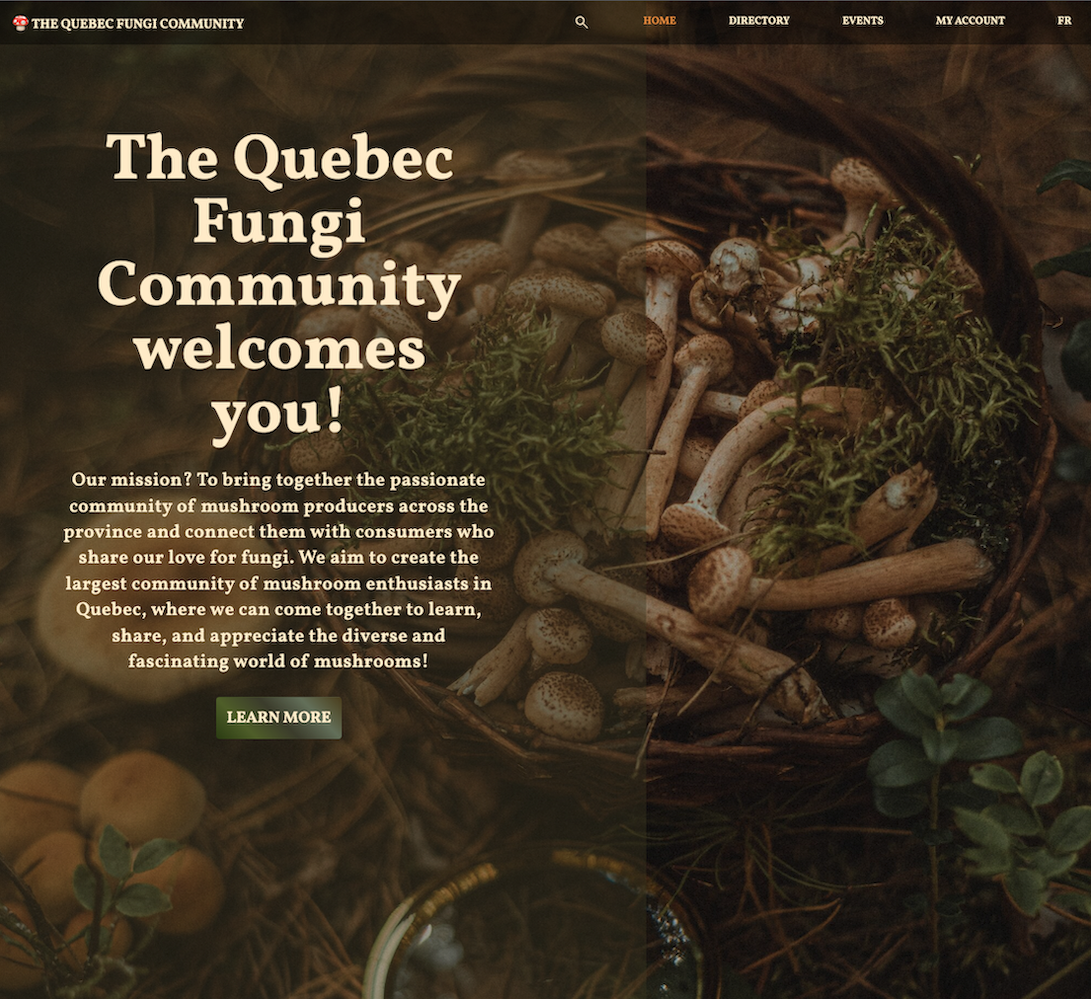 THE QUEBEC FUNGI COMMUNITY
HOME
DIRECTORY
EVENTS
MY ACCOUNT
FR
The Quebec
Fungi
Community
welcomes
you!
Our mission? To bring together the passionate
community of mushroom producers across the
province and connect them with consumers who
share our love for fungi. We aim to create the
largest community of mushroom enthusiasts in
Quebec, where we can come together to learn,
share, and appreciate the diverse and
fascinating world of mushrooms!
LEARN MORE